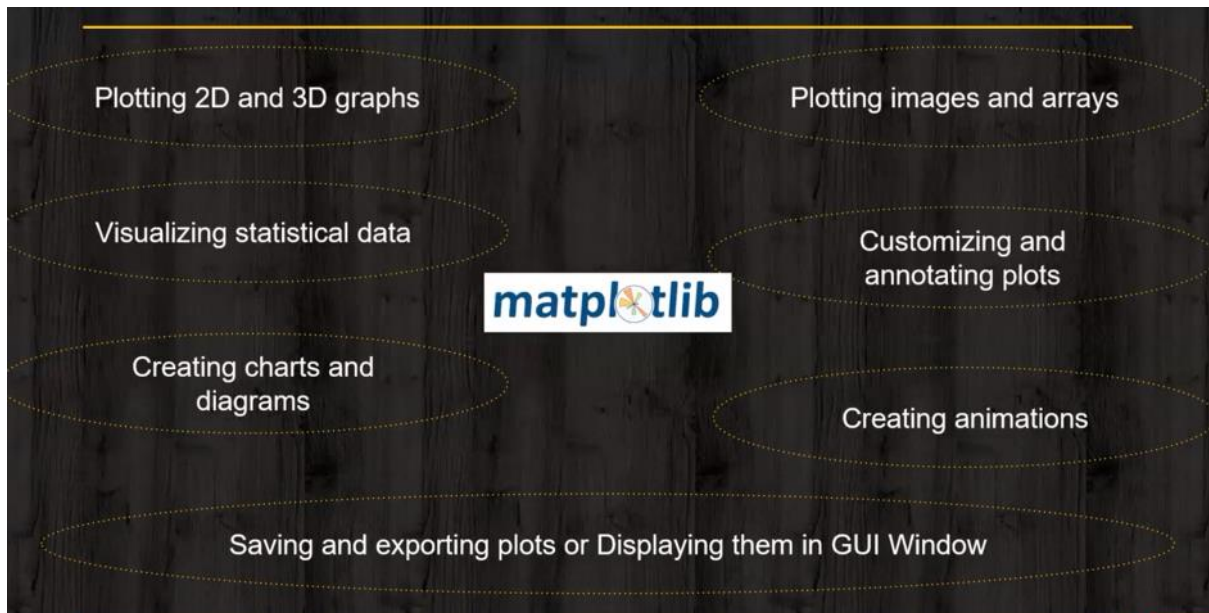 Plotting 2D and 3D graphs
Plotting images and arrays
Visualizing statistical data
Customizing and
annotating plots
matplotlib
Creating charts and
diagrams
Creating animations
Saving and exporting plots or Displaying them in GUI Window